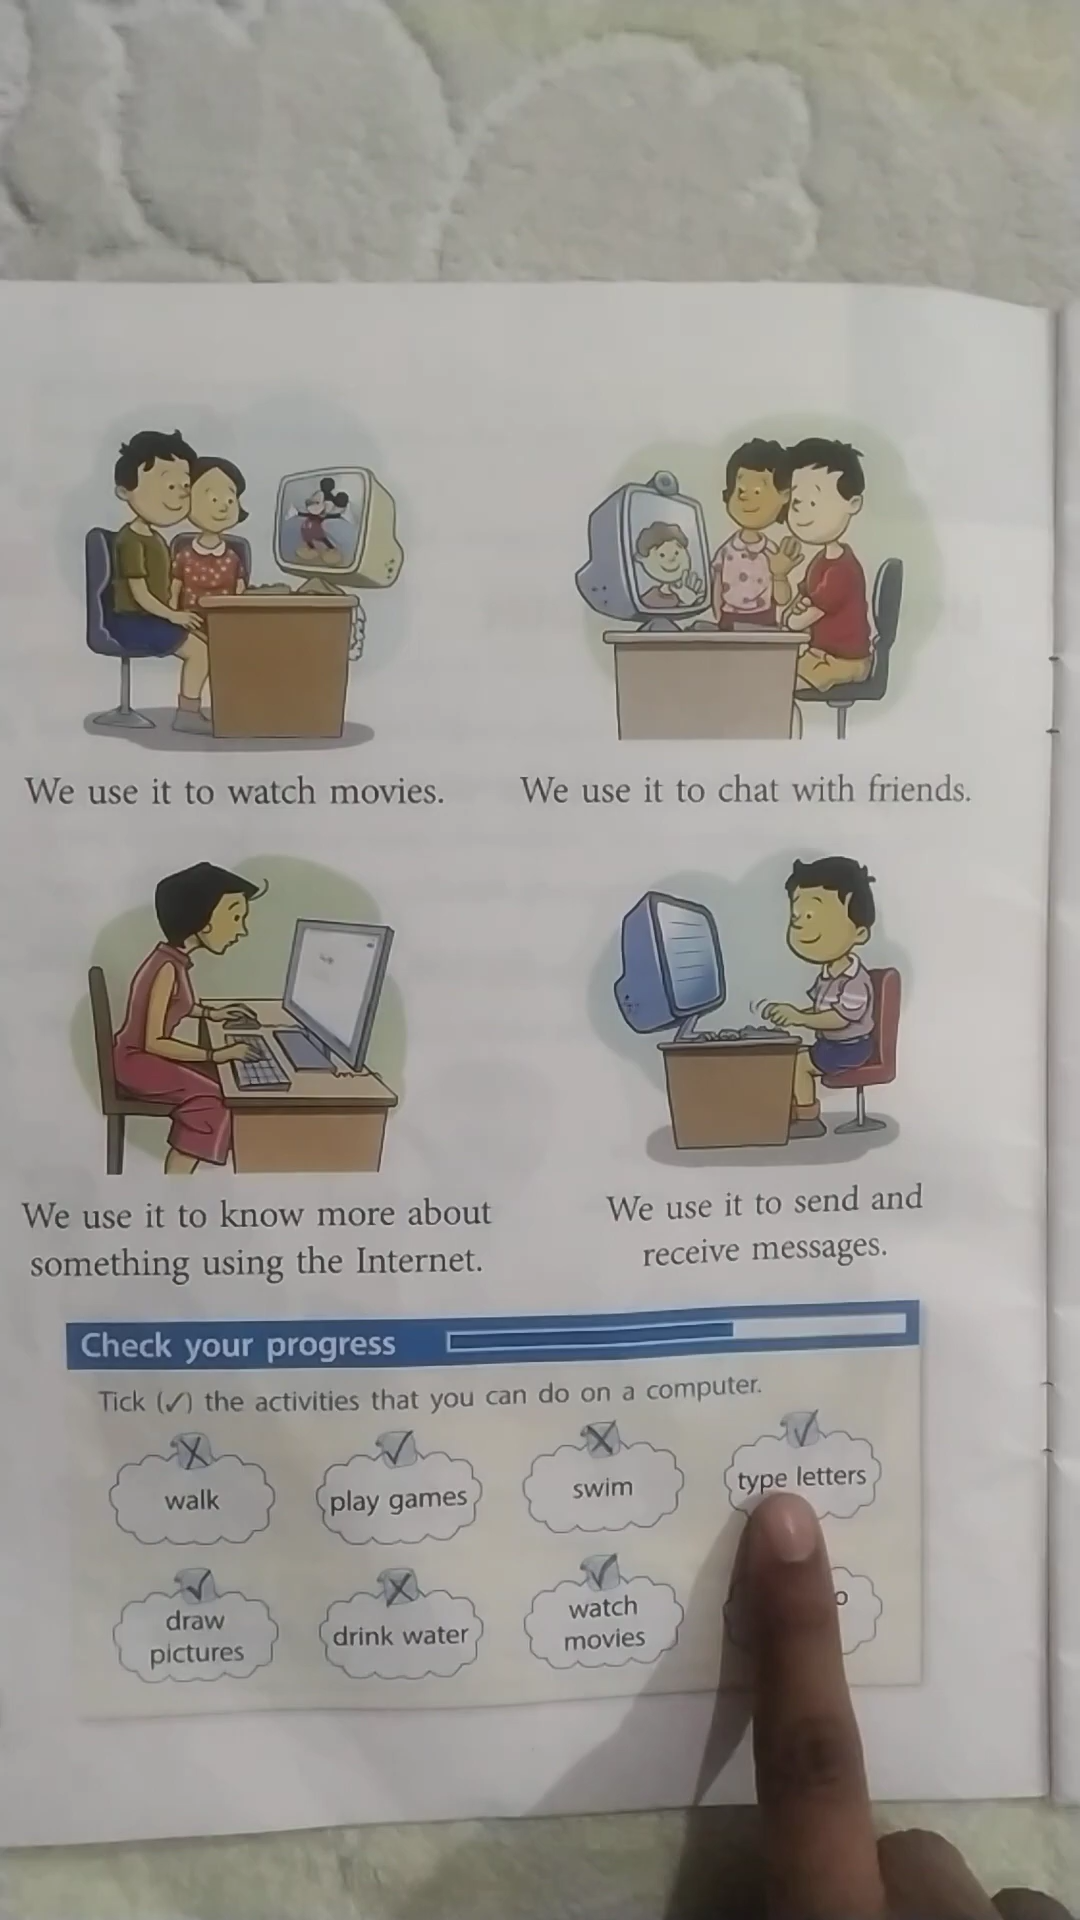 We use it to watch movies.
We use it to chat with friends.
We use it to know more about
something using the Internet.
We use it to send and
receive messages.
Check your progress
Tick (✓) the activities that you can do on a computer.
walk
play games
swim
type letters
draw
pictures
drink water
watch
movies